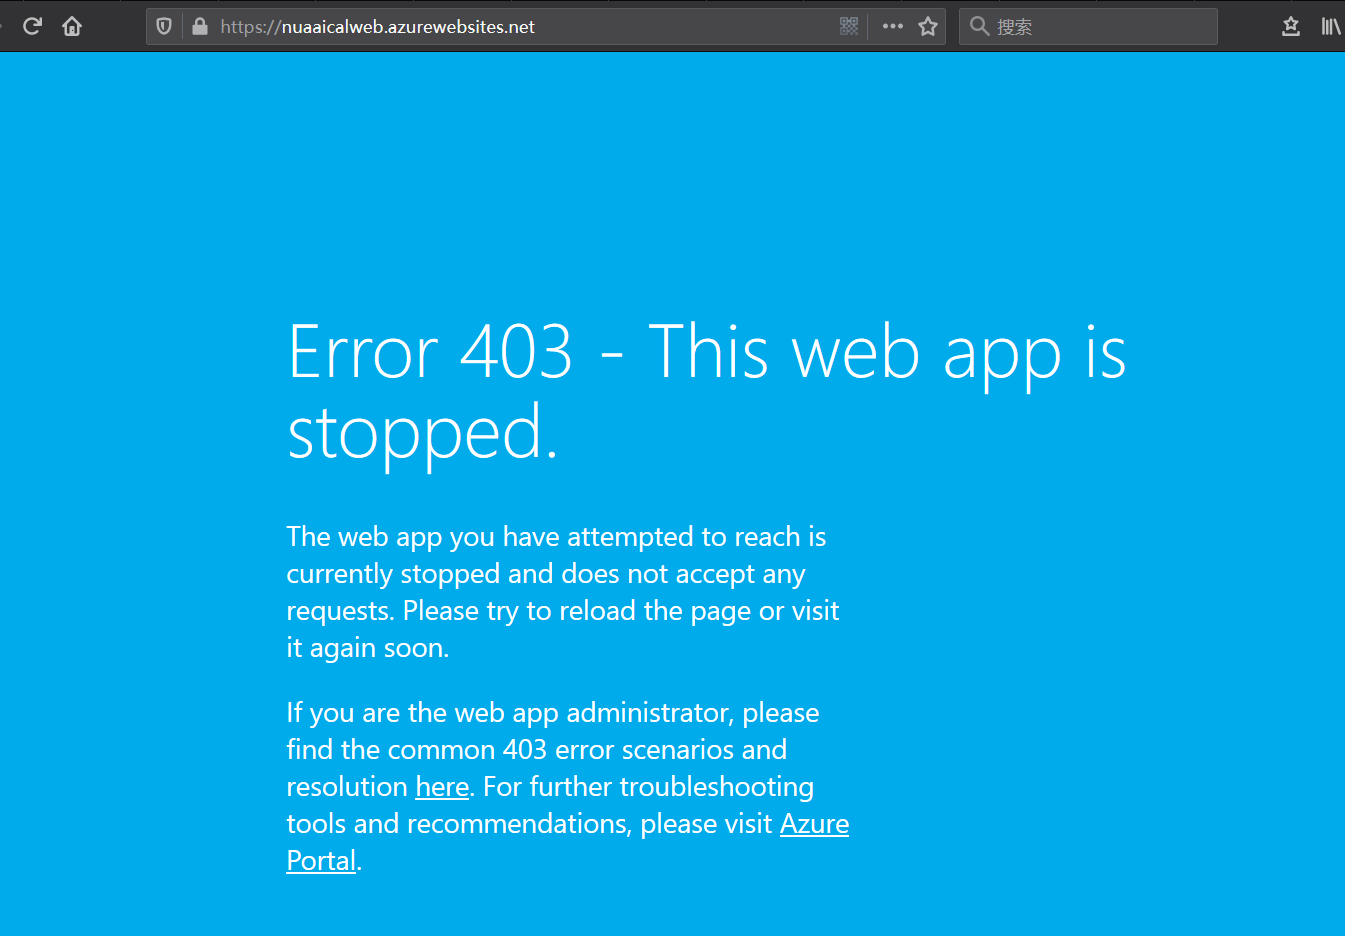 https://nuaaicalweb.azurewebsites.net
搜索
Error 403 - This web app is
stopped.
The web app you have attempted to reach is
currently stopped and does not accept any
requests. Please try to reload the page or visit
it again soon.
If you are the web app administrator, please
find the common 403 error scenarios and
resolution here. For further troubleshooting
tools and recommendations, please visit Azure
Portal.